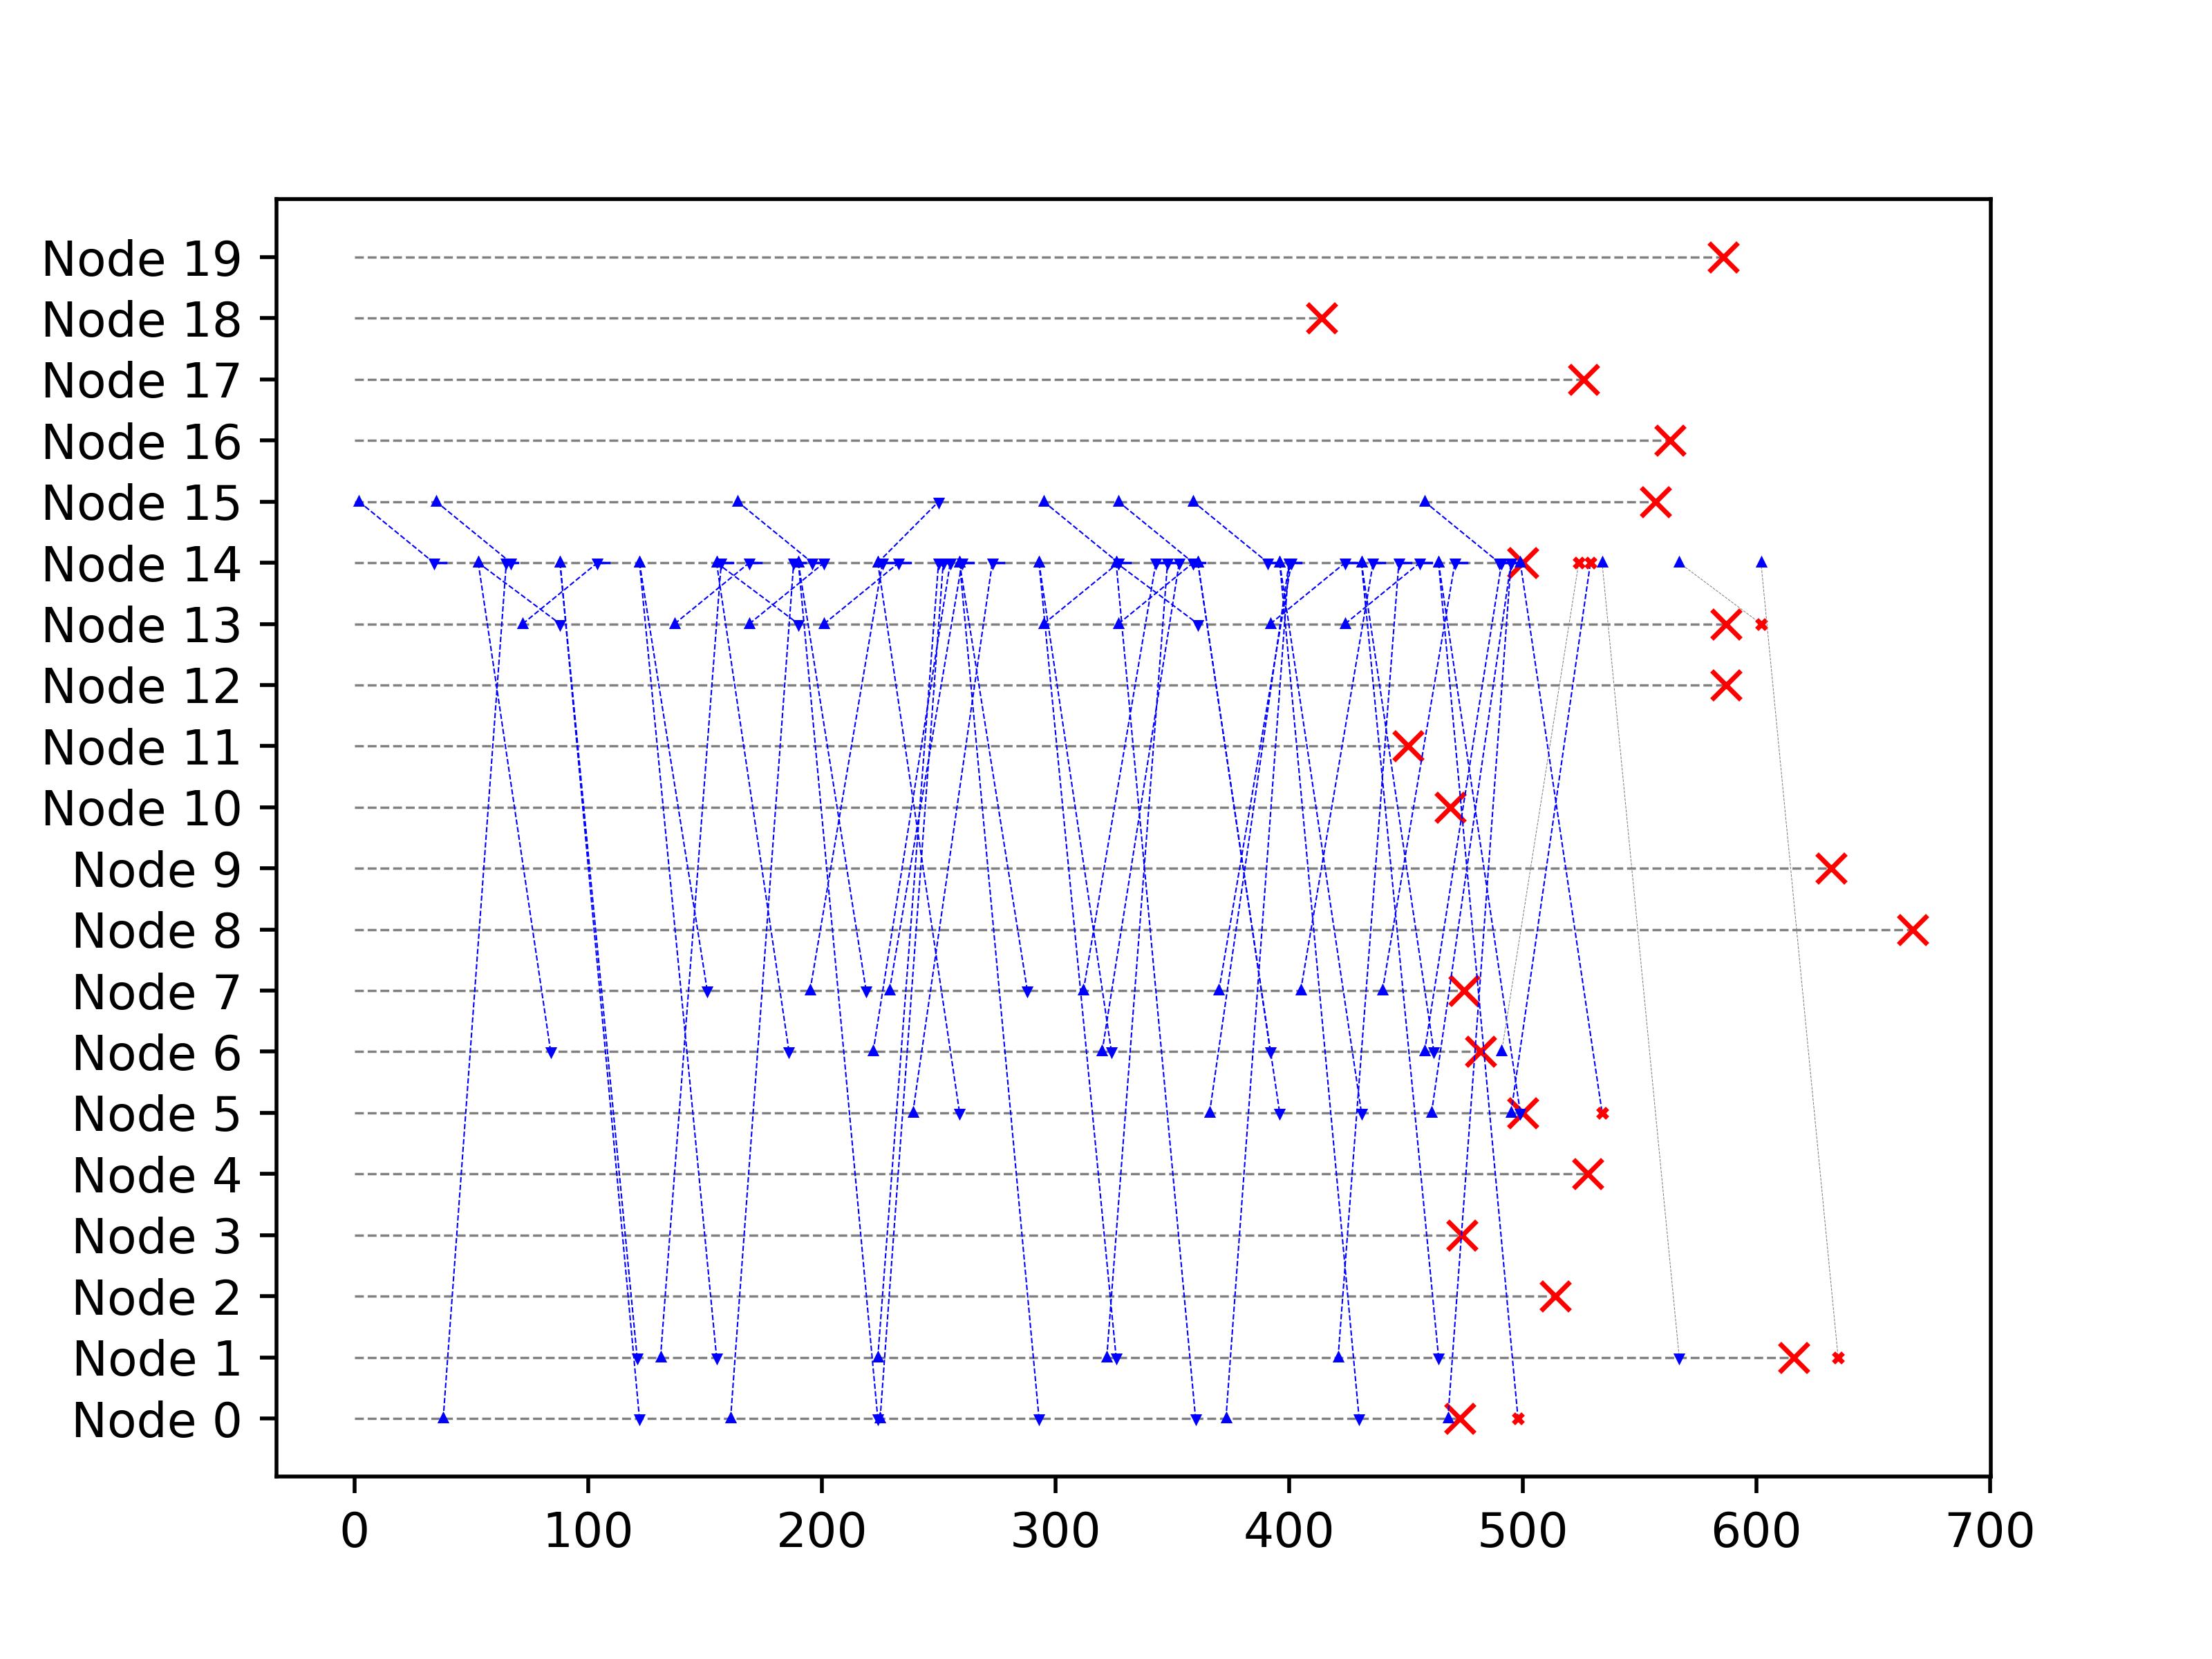 Node 19
Node 18
Node 17
Node 16
Node 15
Node 14
Node 13
Node 12
Node 11
Node 10
Node 9
Node 8
Node 7
Node 6
Node 5
Node 4
Node 3
Node 2
Node 1
Node 0
0 100 200 300 400 500 600 700